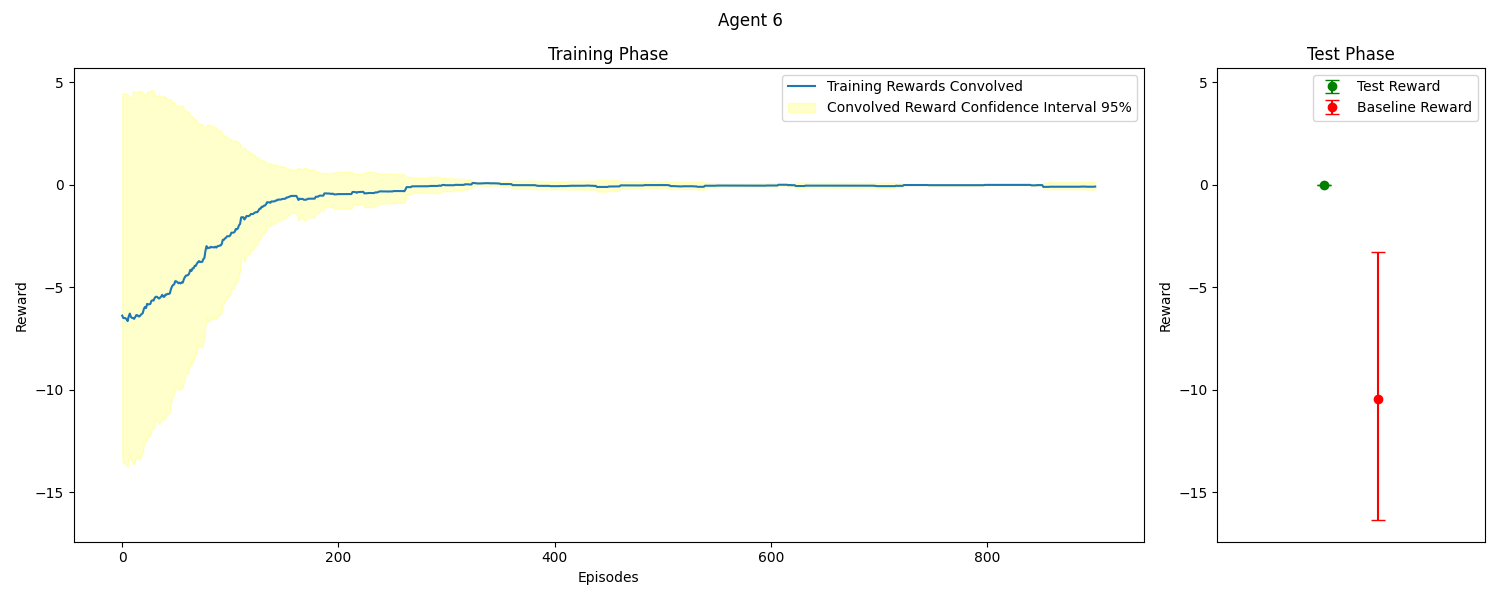 Agent 6
Training Phase
5
0
−5
−10
−15
Reward
Training Rewards Convolved
Convolved Reward Confidence Interval 95%
0
200
400
600
800
Episodes
Test Phase
5
0
−5
−10
−15
Reward
Test Reward
Baseline Reward